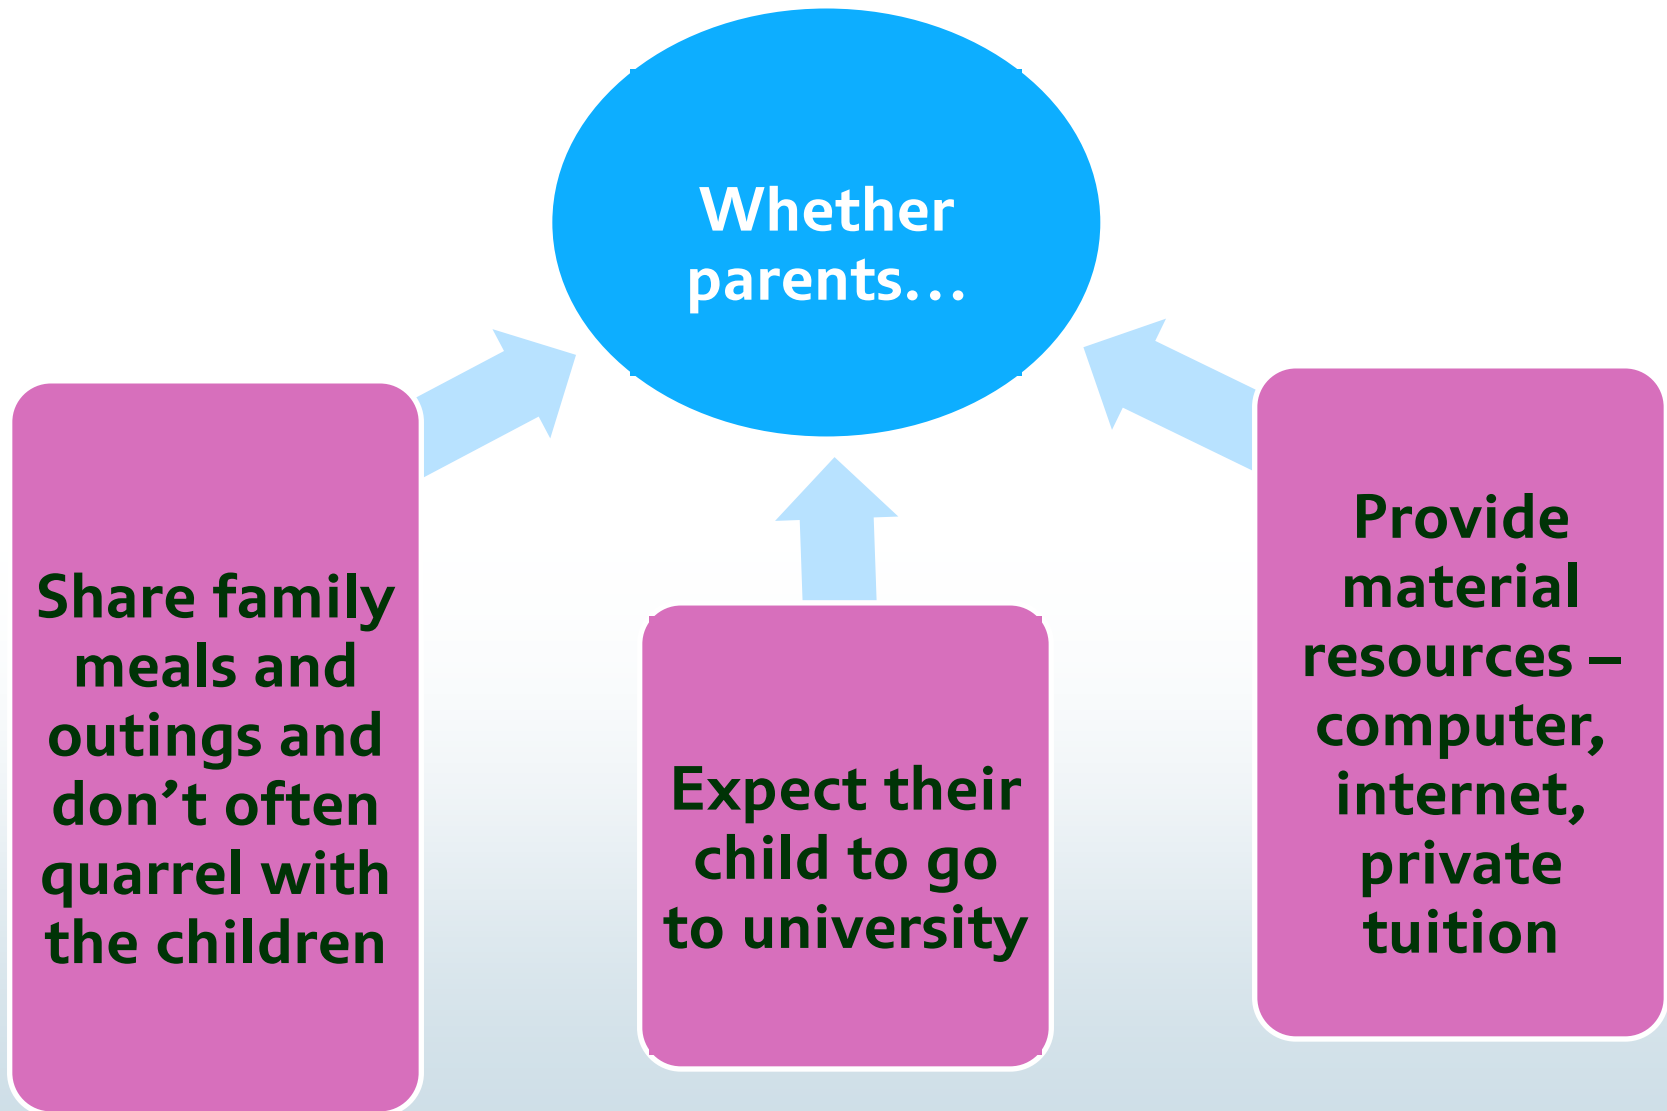 Whether
parents…
Share family
meals and
outings and
don’t often
quarrel with
the children
Expect their
child to go
to university
Provide
material
resources –
computer,
internet,
private
tuition